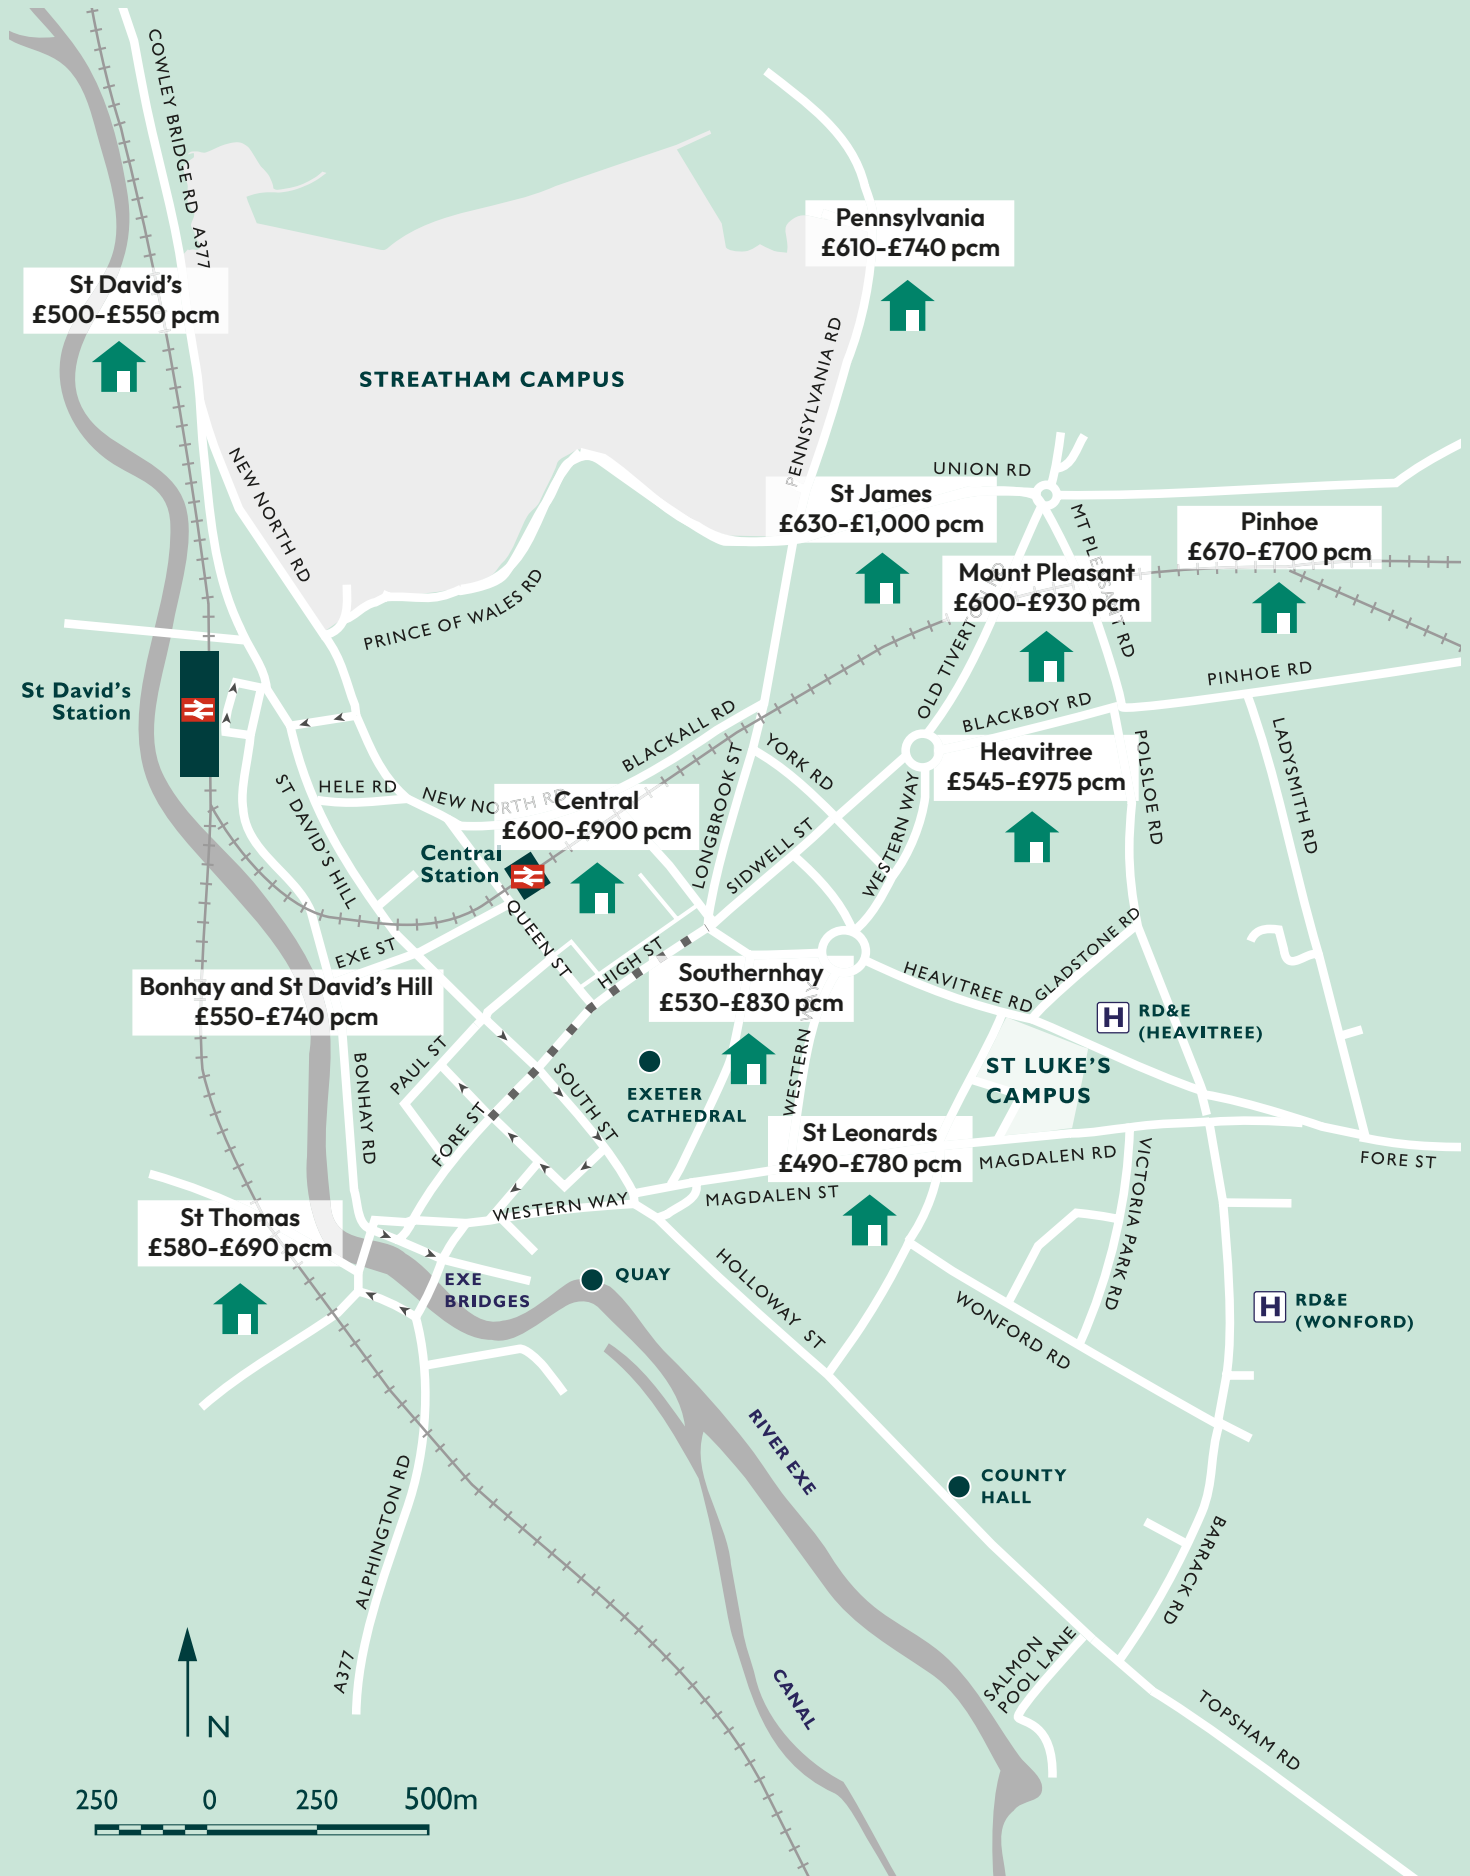 COWLEY BRIDGE RD A377
Pennsylvania
£610-£740 pcm
St David's
£500-£550 pcm
STREATHAM CAMPUS
PENNSYLVANIA RD
NEW NORTH RD
UNION RD
St James
£630-£1,000 pcm
MT PLEASANT RD
Pinhoe
£670-£700 pcm
Mount Pleasant
£600-£930 pcm
PRINCE OF WALES RD
OLD TIVERTON RD
PINHOE RD
St David's
Station
BLACKALL RD
BLACKBOY RD
LADYSMITH RD
YORK RD
POLSLOE RD
Heavitree
£545-£975 pcm
LONGBROOK ST
WESTERN WAY
HELE RD
NEW NORTH RD
ST DAVID'S HILL
Central
£600-£900 pcm
SIDWELL ST
Central
Station
QUEEN ST
EXE ST
HIGH ST
GLADSTONE RD
HEAVITREE RD
Bonhay and St David's Hill
£550-£740 pcm
Southernhay
£530-£830 pcm
RD&E
(HEAVITREE)
H
PAUL ST
BONHAY RD
SOUTH ST
EXETER
CATHEDRAL
WESTERN WAY
ST LUKE'S
CAMPUS
FORE ST
St Leonards
£490-£780 pcm
MAGDALEN RD
VICTORIA PARK RD
FORE ST
St Thomas
£580-£690 pcm
WESTERN WAY
MAGDALEN ST
EXE
BRIDGES
QUAY
HOLLOWAY ST
WONFORD RD
H
RD&E
(WONFORD)
RIVER EXE
ALPHINGTON RD
COUNTY
HALL
BARRACK RD
A377
CANAL
SALMON
POOL LANE
TOPSHAM RD
N
250 0 250 500m